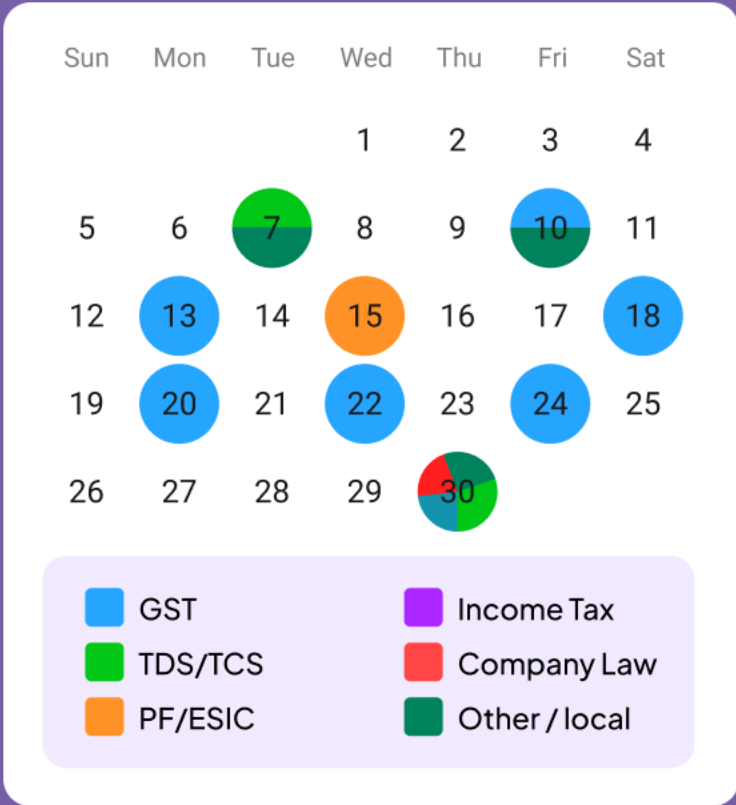 Sun Mon Tue Wed Thu Fri Sat
1 2 3 4
5 6 7 8 9 10 11
12 13 14 15 16 17 18
19 20 21 22 23 24 25
26 27 28 29 30
GST Income Tax
TDS/TCS Company Law
PF/ESIC Other / local